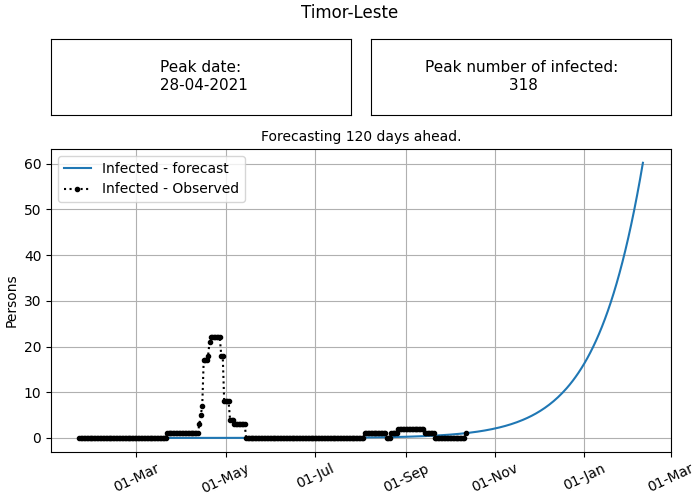 Timor-Leste
Peak date:
28-04-2021
Peak number of infected:
318
Forecasting 120 days ahead.
Infected - forecast
Infected - Observed
Persons
60
50
40
30
20
10
0
01-Mar
01-May
01-Jul
01-Sep
01-Nov
01-Jan
01-Mar